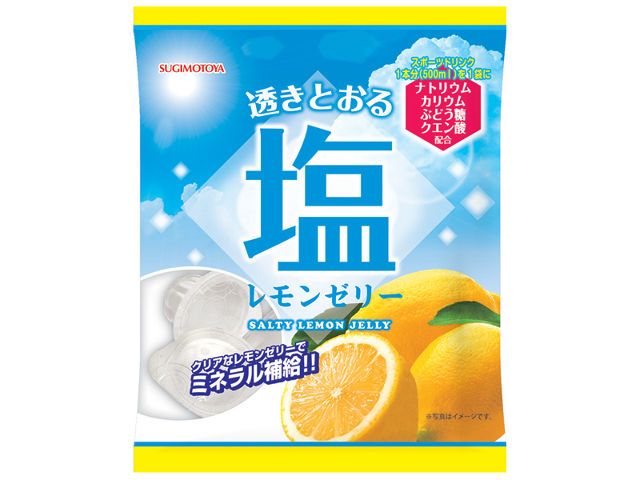 SUGIMOTOYA
スポーツドリンク
1本分(500ml)を1袋に
ナトリウム
カリウム
ぶどう糖
クエン酸
配合
透きとおる
塩
レモンゼリー
SALTY LEMON JELLY
クリアなレモンゼリーで
ミネラル補給!!
※写真はイメージです。